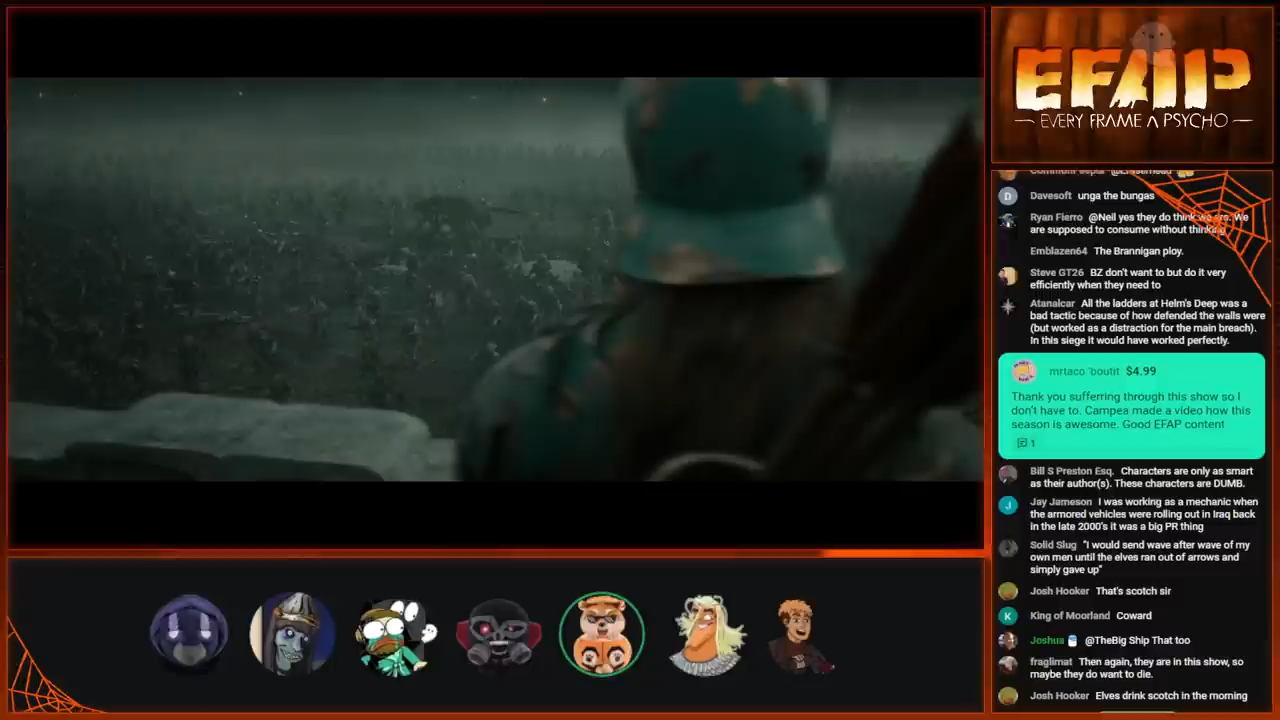 EFAP
EVERY FRAME A PSYCHO
Davesoft unga the bungas
Ryan Fierro @Neil yes they do think we are. We
are supposed to consume without thinking
Emblazen64 The Brannigan ploy.
Steve GT26 BZ don't want to but do it very
efficiently when they need to
Atanalcar All the ladders at Helm's Deep was a
bad tactic because of how defended the walls were
(but worked as a distraction for the main breach).
In this siege it would have worked perfectly.
mrtaco 'boutit $4.99
Thank you suffering through this show so I
don't have to. Campea made a video how this
season is awesome. Good EFAP content
1
Bill S Preston Esq. Characters are only as smart
as their author(s). These characters are DUMB.
J Jay Jameson I was working as a mechanic when
the armored vehicles were rolling out in Iraq back
in the late 2000's it was a big PR thing
Solid Slug "I would send wave after wave of my
own men until the elves ran out of arrows and
simply gave up"
Josh Hooker That's scotch sir
K King of Moorland Coward
Joshua @TheBig Ship That too
fraglimat Then again, they are in this show, so
maybe they do want to die.
Josh Hooker Elves drink scotch in the morning